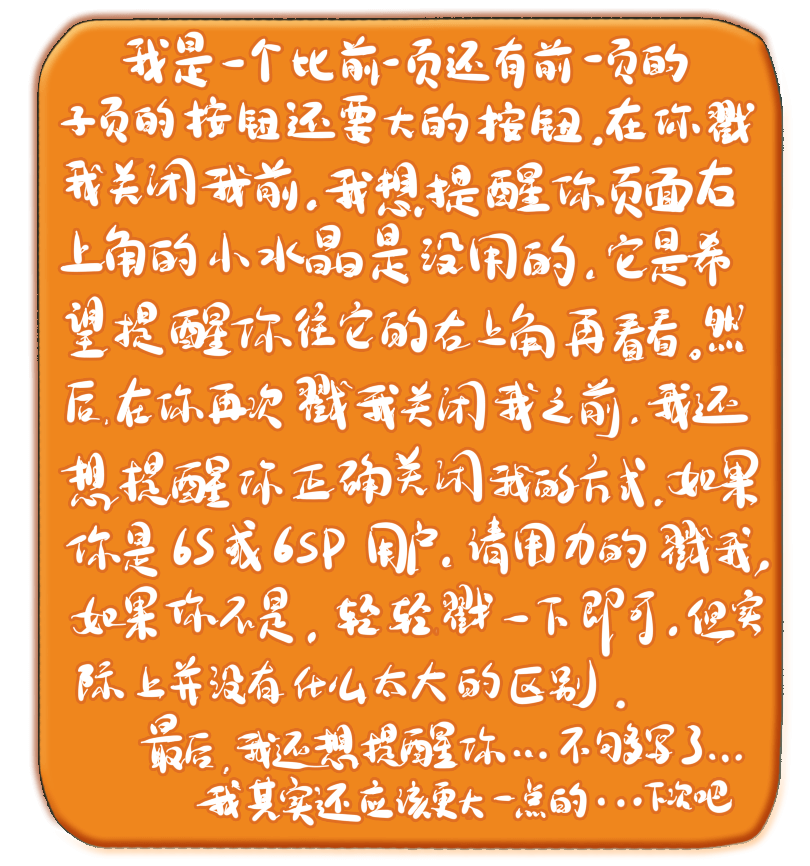 我是一个比前一页还有前一页的
子页的按钮还要大的按钮.在你戳
我关闭我前.我想提醒你页面右
上角的小水晶是没用的.它是希
望提醒你往它的右上角再看看。然
后.在你再次戳我关闭我之前.我还
想提醒你正确关闭我的方式.如果
你是6S或6SP用户.请用力的戳我,
如果你不是.轻轻戳一下即可.但实
际上并没有什么太大的区别.
最后,我还想提醒你…不够写了…
我其实还应该更大一点的…下次吧